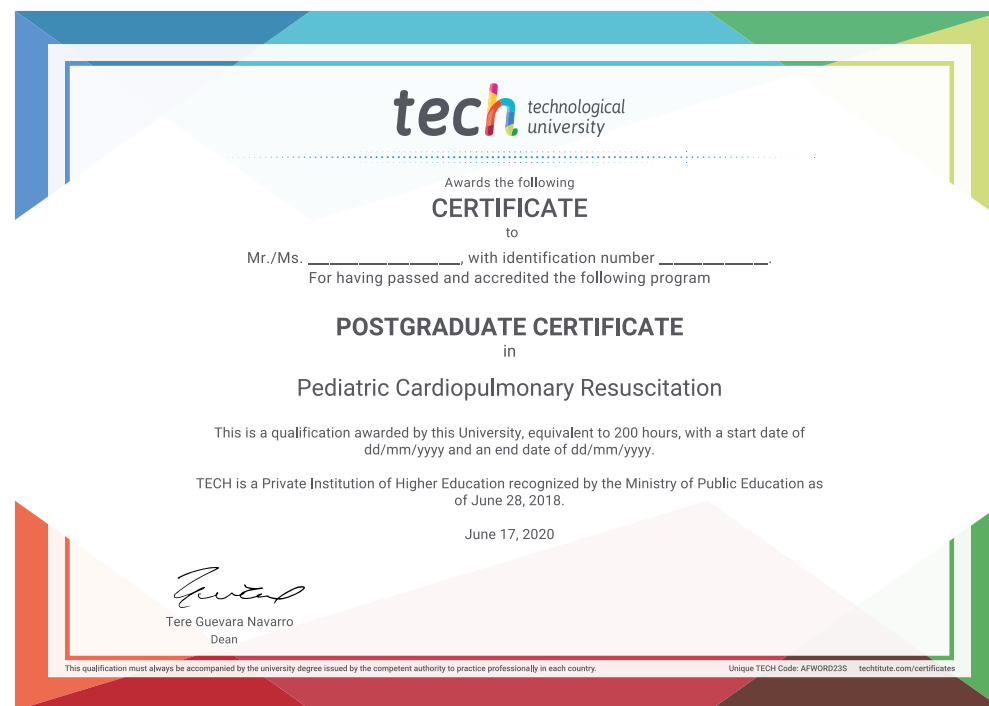 tech technological
university
Awards the following
CERTIFICATE
to
Mr./Ms. ____________________, with identification number ______________.
For having passed and accredited the following program
POSTGRADUATE CERTIFICATE
in
Pediatric Cardiopulmonary Resuscitation
This is a qualification awarded by this University, equivalent to 200 hours, with a start date of
dd/mm/yyyy and an end date of dd/mm/yyyy.
TECH is a Private Institution of Higher Education recognized by the Ministry of Public Education as
of June 28, 2018.
June 17, 2020
Tere Guevara Navarro
Dean
This qualification must always be accompanied by the university degree issued by the competent authority to practice professionally in each country. Unique TECH Code: AFWORD23S techtitute.com/certificates